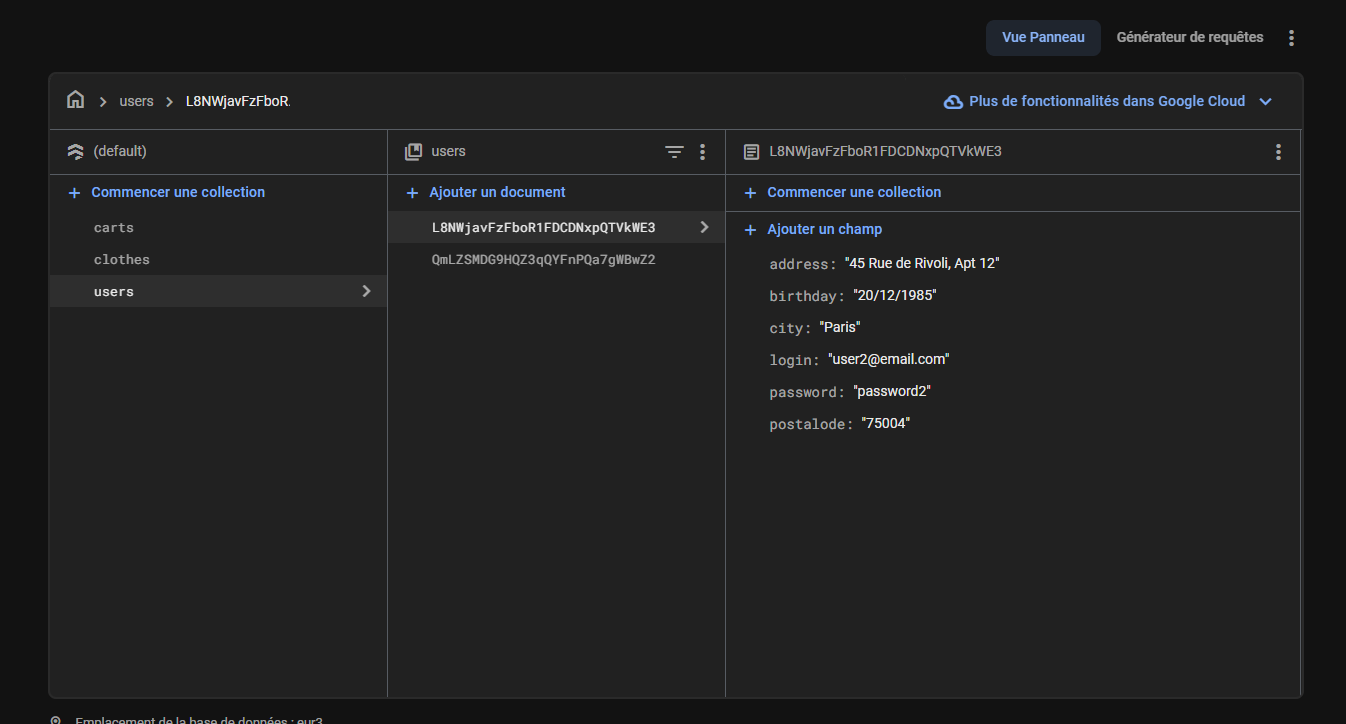 Vue Panneau
Générateur de requêtes
users
L8NWjavFzFboR
Plus de fonctionnalités dans Google Cloud
(default)
users
L8NWjavFzFboR1FDCDNxpQTVkWE3
Commencer une collection
Ajouter un document
Commencer une collection
carts
clothes
users
L8NWjavFzFboR1FDCDNxpQTVkWE3
QmLZSMDG9HQZ3qQYFnPQa7gWBwZ2
Ajouter un champ
address: "45 Rue de Rivoli, Apt 12"
birthday: "20/12/1985"
city: "Paris"
login: "user2@email.com"
password: "password2"
postalode: "75004"
Emplacement de la base de données : eur3